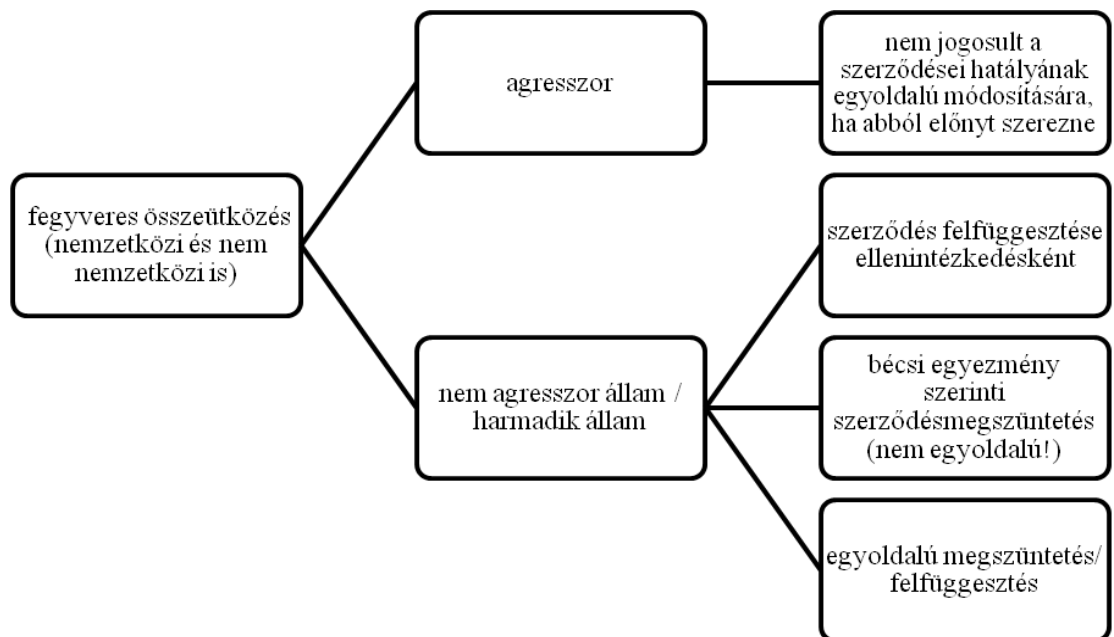 fegyveres összeütközés
(nemzetközi és nem
nemzetközi is)
agresszor
nem jogosult a
szerződései hatályának
egyoldalú módosítására,
ha abból előnyt szerezne
nem agresszor állam /
harmadik állam
szerződés felfüggesztése
ellenintézkedésként
bécsi egyezmény
szerinti
szerződésmegszüntetés
(nem egyoldalú!)
egyoldalú megszüntetés/
felfüggesztés